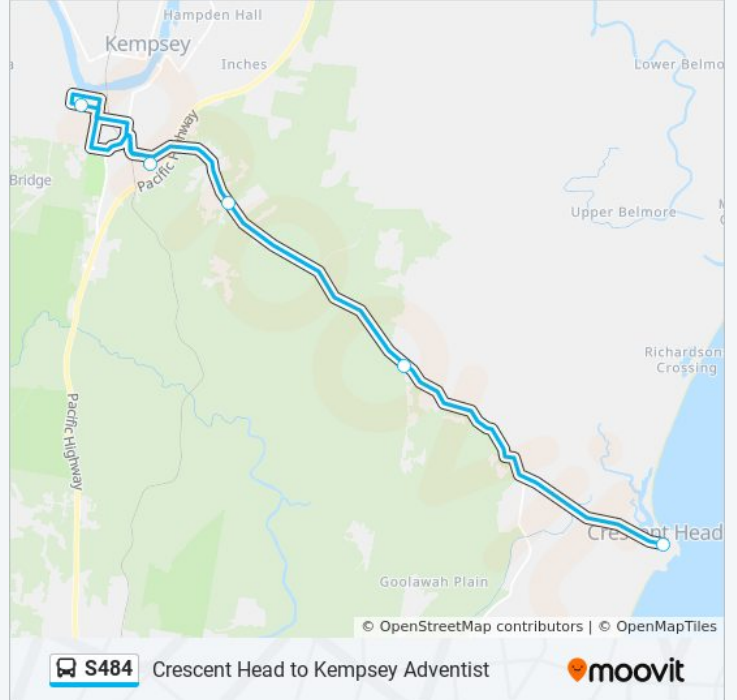 Hampden Hall
Kempsey
Inches
Lower Belmo
a
Pacific Highway
Bridge
Upper Belmore
Richardson
Crossing
Pacific Highway
Crescent Head
Goolawah Plain
© OpenStreetMap contributors | © OpenMapTiles
S484 Crescent Head to Kempsey Adventist
moovit